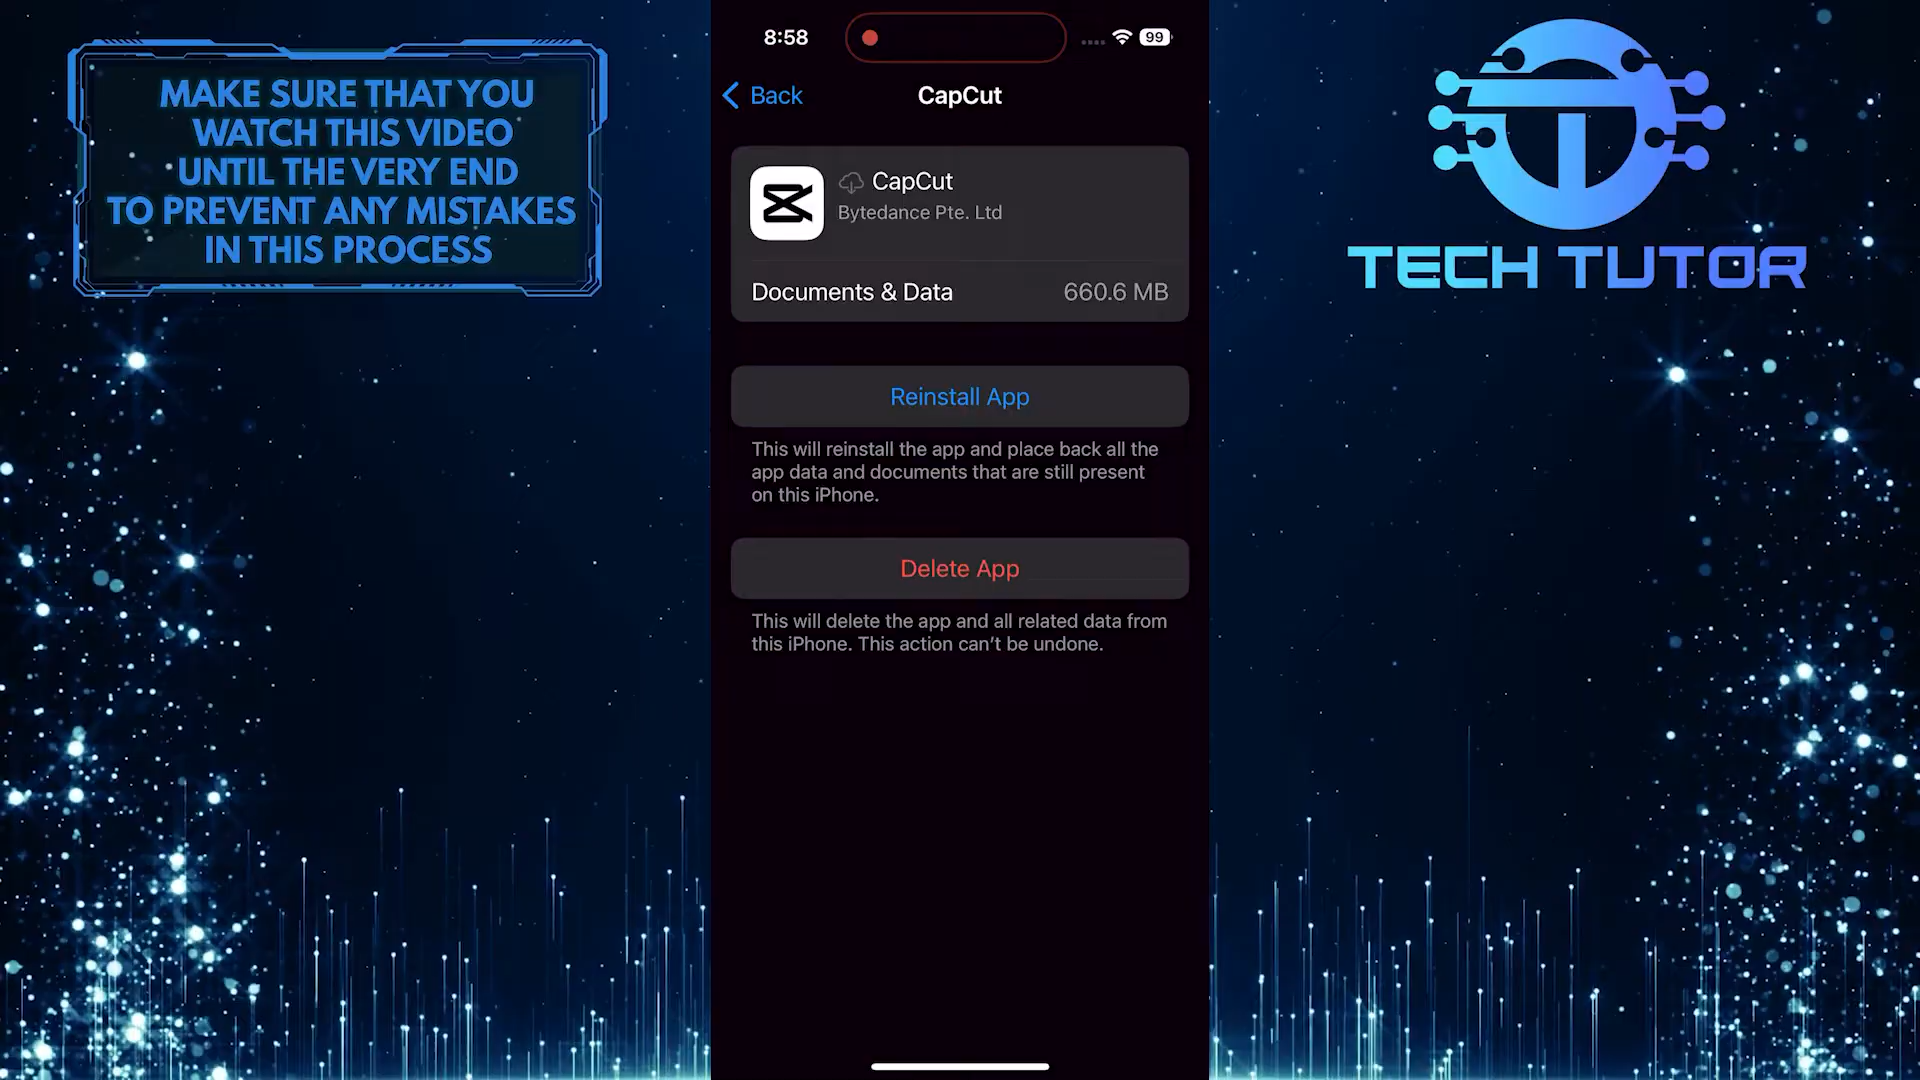 MAKE SURE THAT YOU
WATCH THIS VIDEO
UNTIL THE VERY END
TO PREVENT ANY MISTAKES
IN THIS PROCESS
8:58
99
Back
CapCut
CapCut
Bytedance Pte. Ltd
Documents & Data 660.6 MB
Reinstall App
This will reinstall the app and place back all the
app data and documents that are still present
on this iPhone.
Delete App
This will delete the app and all related data from
this iPhone. This action can’t be undone.
TECH TUTOR